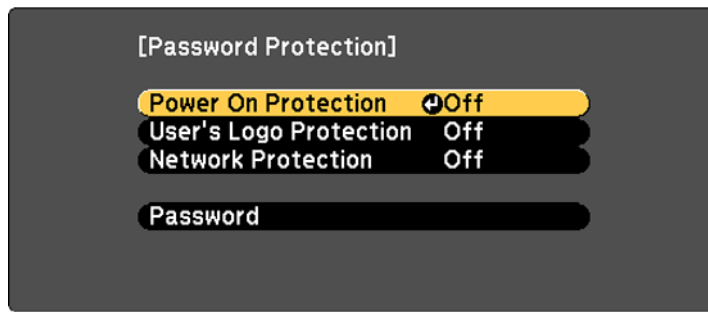 [Password Protection]
Power On Protection Off
User's Logo Protection Off
Network Protection Off
Password